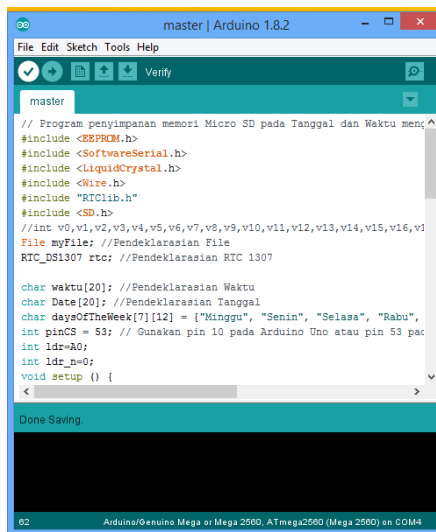 master | Arduino 1.8.2
File Edit Sketch Tools Help
Verify
master
// Program penyimpanan memori Micro SD pada Tanggal dan Waktu meng
#include <EEPROM.h>
#include <SoftwareSerial.h>
#include <LiquidCrystal.h>
#include <Wire.h>
#include "RTClib.h"
#include <SD.h>
//int v0,v1,v2,v3,v4,v5,v6,v7,v8,v9,v10,v11,v12,v13,v14,v15,v16,v1
File myFile; //Pendeklarasian File
RTC_DS1307 rtc; //Pendeklarasian RTC 1307
char waktu[20]; //Pendeklarasian Waktu
char Date[20]; //Pendeklarasian Tanggal
char daysOfTheWeek[7][12] = {"Minggu", "Senin", "Selasa", "Rabu",
int pinCS = 53; // Gunakan pin 10 pada Arduino Uno atau pin 53 pad
int ldr=A0;
int ldr_n=0;
void setup () {
Done Saving.
62 Arduino/Genuino Mega or Mega 2560, ATmega2560 (Mega 2560) on COM4